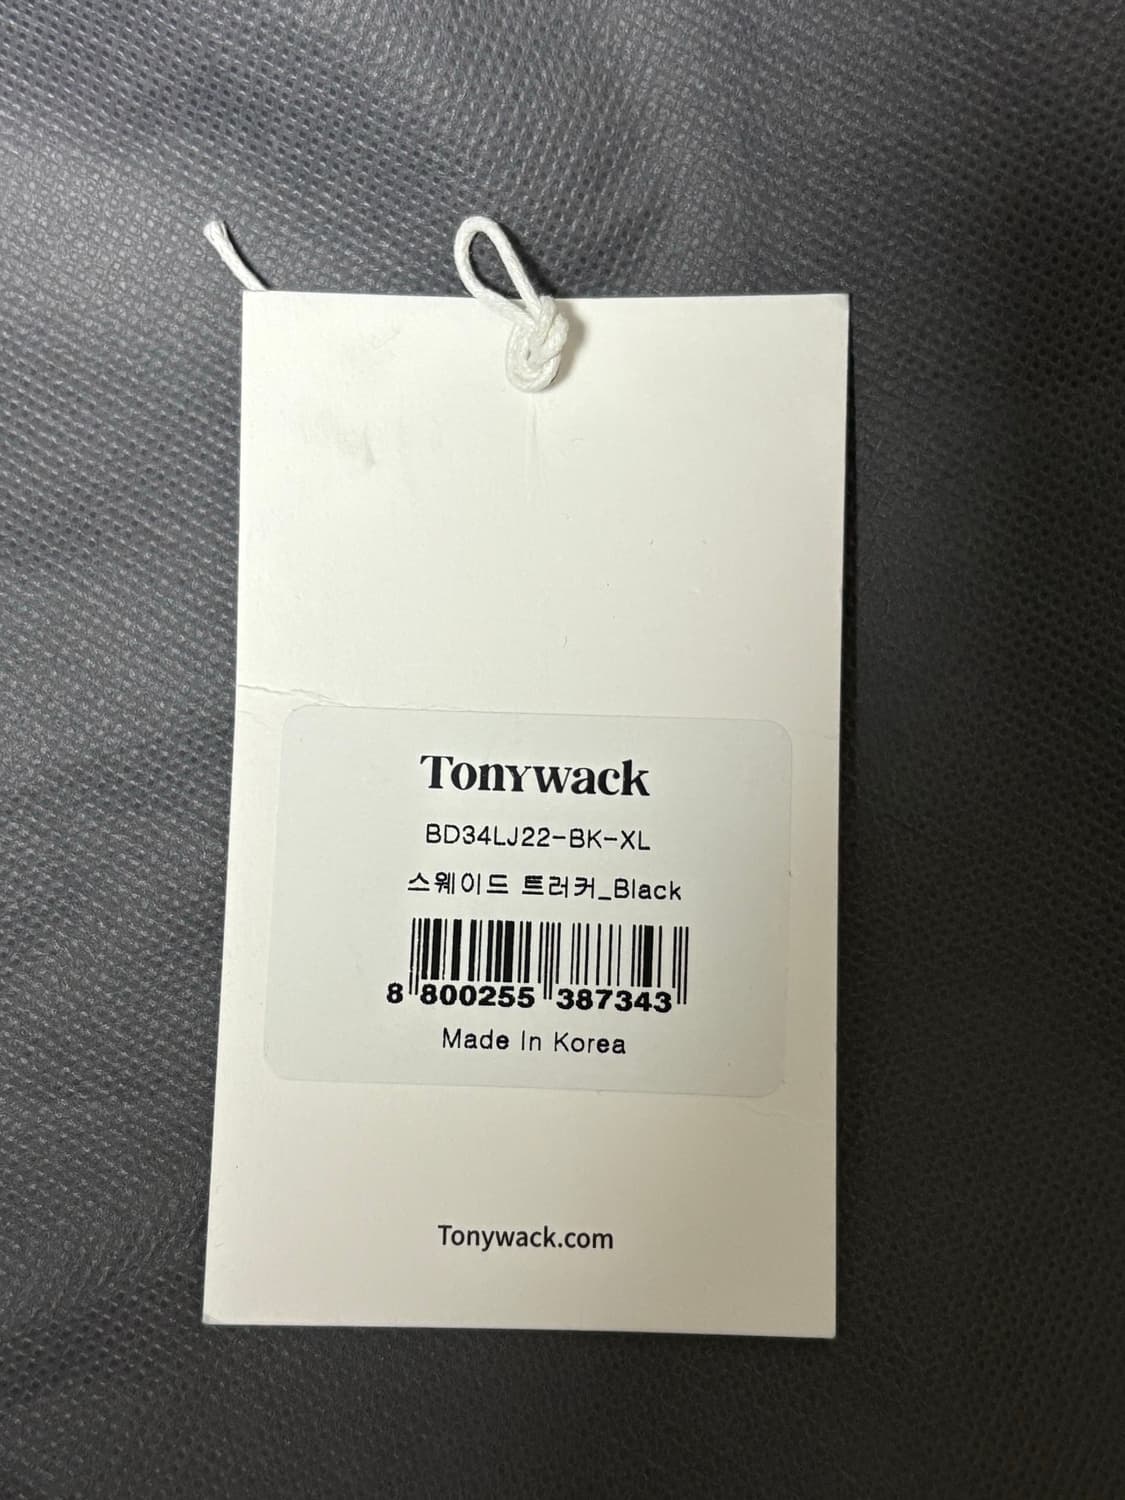 Tonywack
BD34LJ22-BK-XL
스웨이드 트러커_Black
8 800255 387343
Made In Korea
Tonywack.com